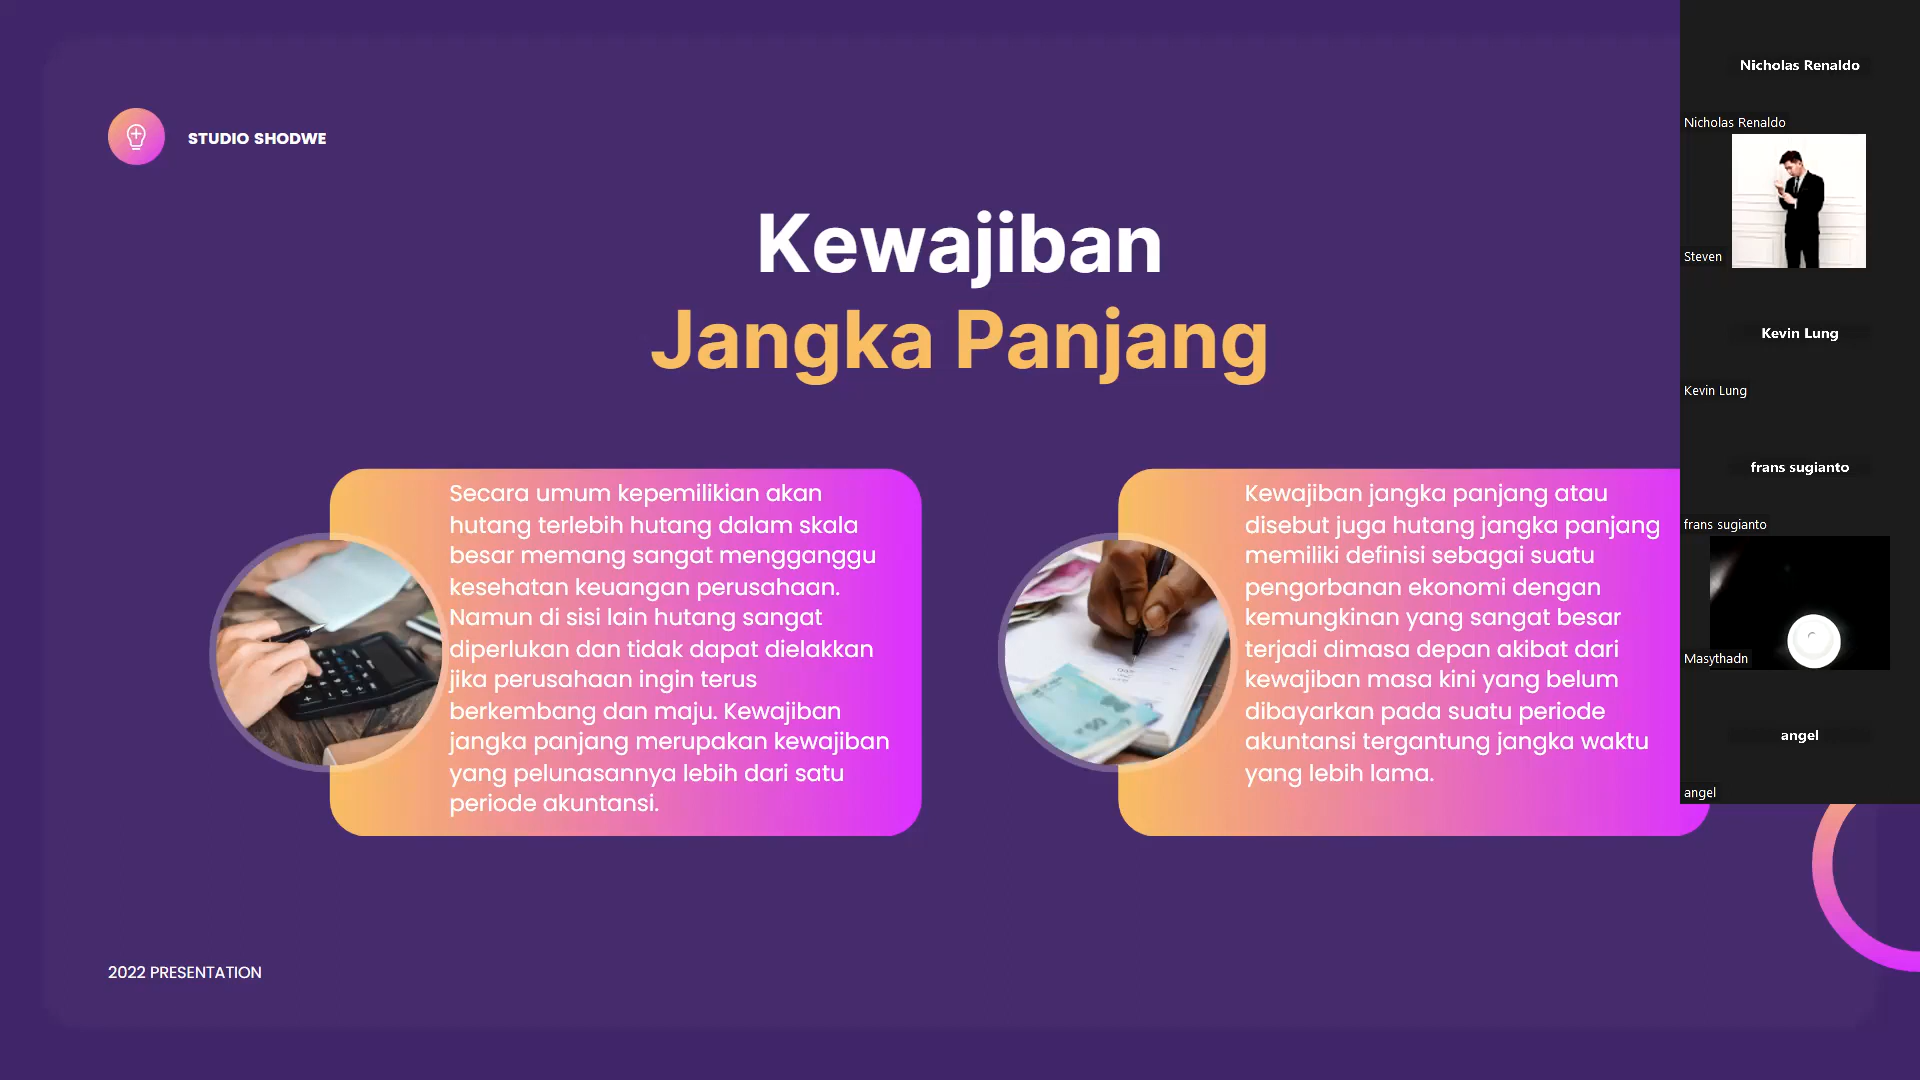 STUDIO SHODWE
Kewajiban
Jangka Panjang
Secara umum kepemilikian akan
hutang terlebih hutang dalam skala
besar memang sangat mengganggu
kesehatan keuangan perusahaan.
Namun di sisi lain hutang sangat
diperlukan dan tidak dapat dielakkan
jika perusahaan ingin terus
berkembang dan maju. Kewajiban
jangka panjang merupakan kewajiban
yang pelunasannya lebih dari satu
periode akuntansi.
Kewajiban jangka panjang atau
disebut juga hutang jangka panjang
memiliki definisi sebagai suatu
pengorbanan ekonomi dengan
kemungkinan yang sangat besar
terjadi dimasa depan akibat dari
kewajiban masa kini yang belum
dibayarkan pada suatu periode
akuntansi tergantung jangka waktu
yang lebih lama.
2022 PRESENTATION
Nicholas Renaldo
Nicholas Renaldo
Steven
Kevin Lung
Kevin Lung
frans sugianto
frans sugianto
Masythadn
angel
angel